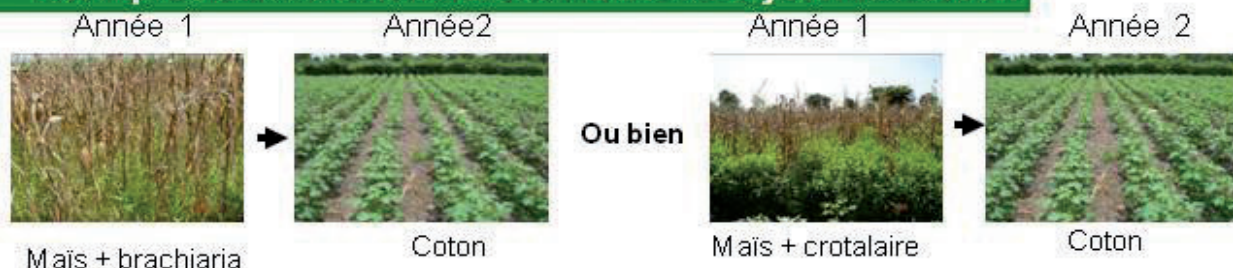 Année 1
Année2
Année 1
Année 2
Ou bien
Maïs + brachiaria
Coton
Maïs + crotalaire
Coton